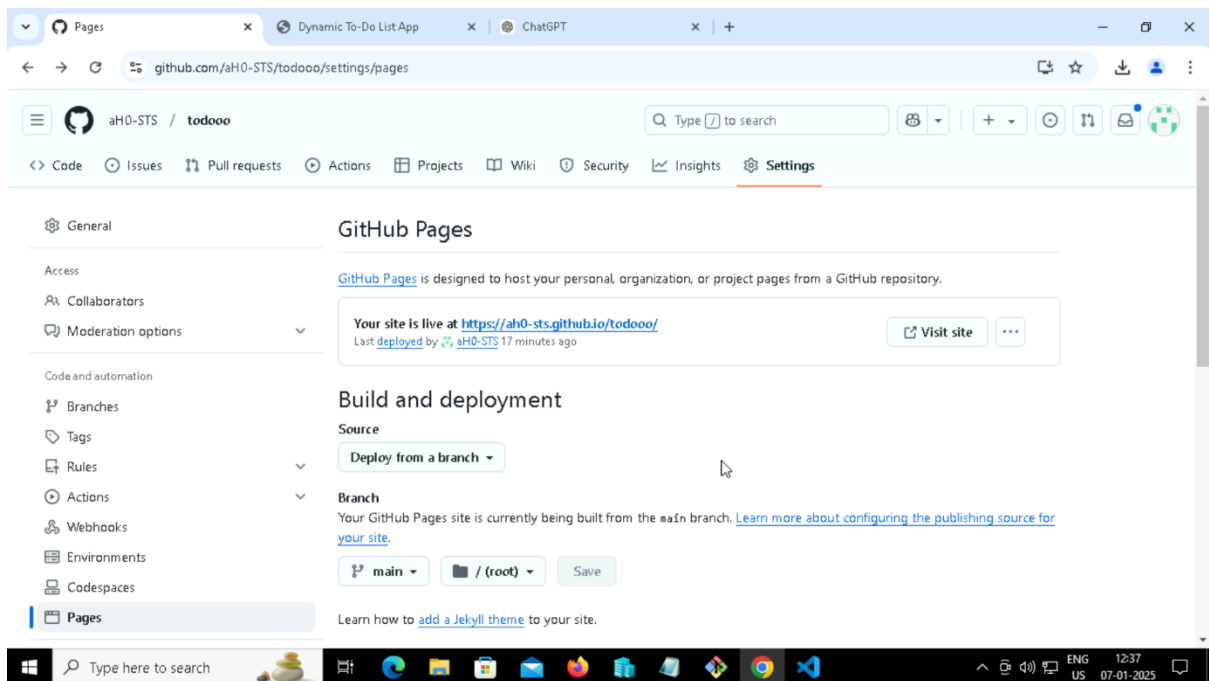 Pages
Dynamic To-Do List App
ChatGPT
github.com/aH0-STS/todooo/settings/pages
aH0-STS / todooo
Type / to search
Code
Issues
Pull requests
Actions
Projects
Wiki
Security
Insights
Settings
General
Access
Collaborators
Moderation options
Code and automation
Branches
Tags
Rules
Actions
Webhooks
Environments
Codespaces
Pages
GitHub Pages
GitHub Pages is designed to host your personal, organization, or project pages from a GitHub repository.
Your site is live at https://ah0-sts.github.io/todooo/
Last deployed by aH0-STS 17 minutes ago
Visit site
Build and deployment
Source
Deploy from a branch
Branch
Your GitHub Pages site is currently being built from the main branch. Learn more about configuring the publishing source for
your site.
main
/ (root)
Save
Learn how to add a Jekyll theme to your site.
Type here to search
ENG
US
12:37
07-01-2025